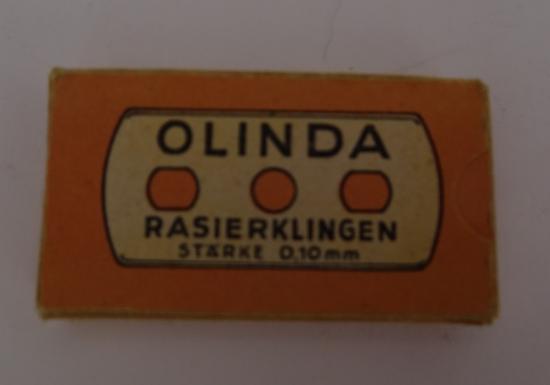 OLINDA
RASIERKLINGEN
STÄRKE 0,10mm